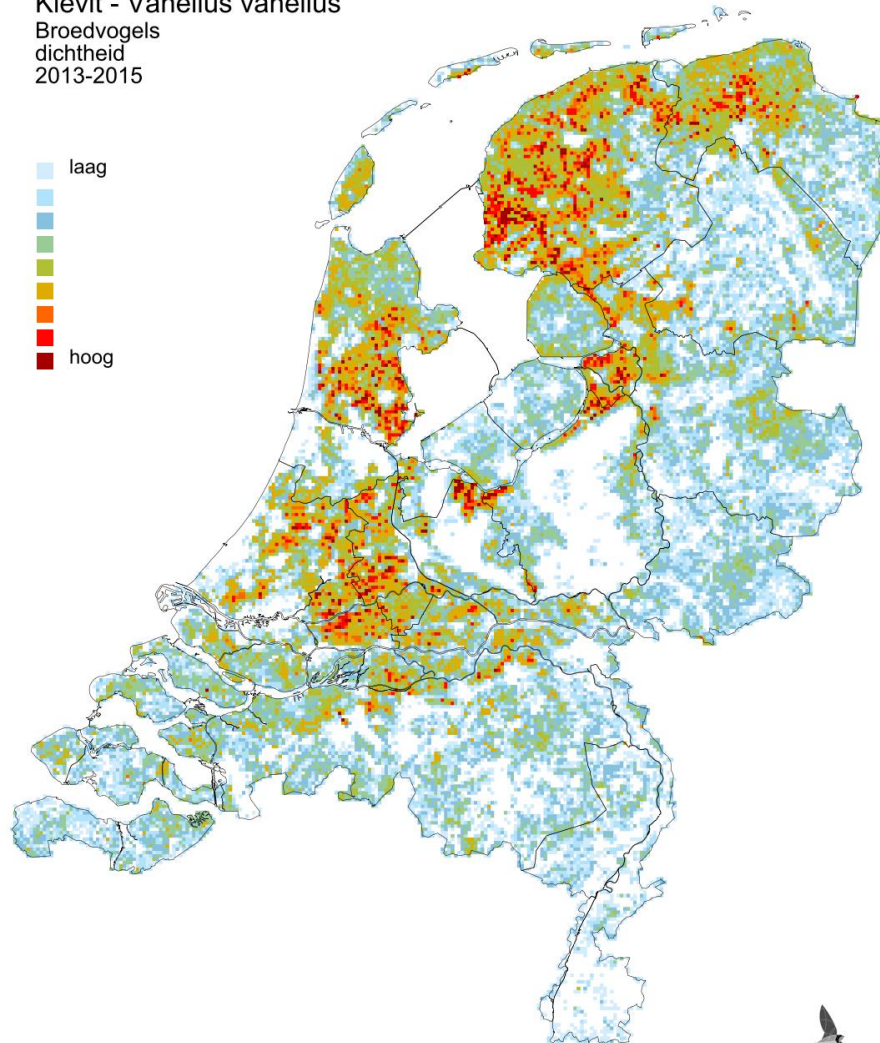 Kievit - Vanellus vanellus
Broedvogels
dichtheid
2013-2015
laag
hoog